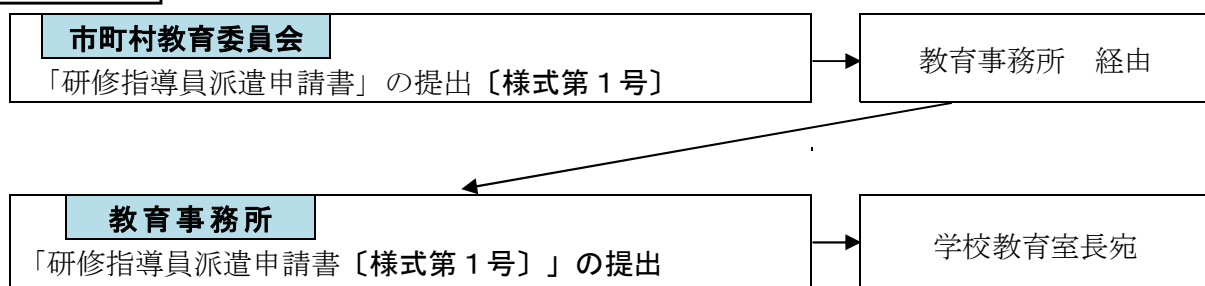 市町村教育委員会
「研修指導員派遣申請書」の提出〔様式第1号〕
教育事務所　経由
教育事務所
「研修指導員派遣申請書〔様式第1号〕」の提出
学校教育室長宛